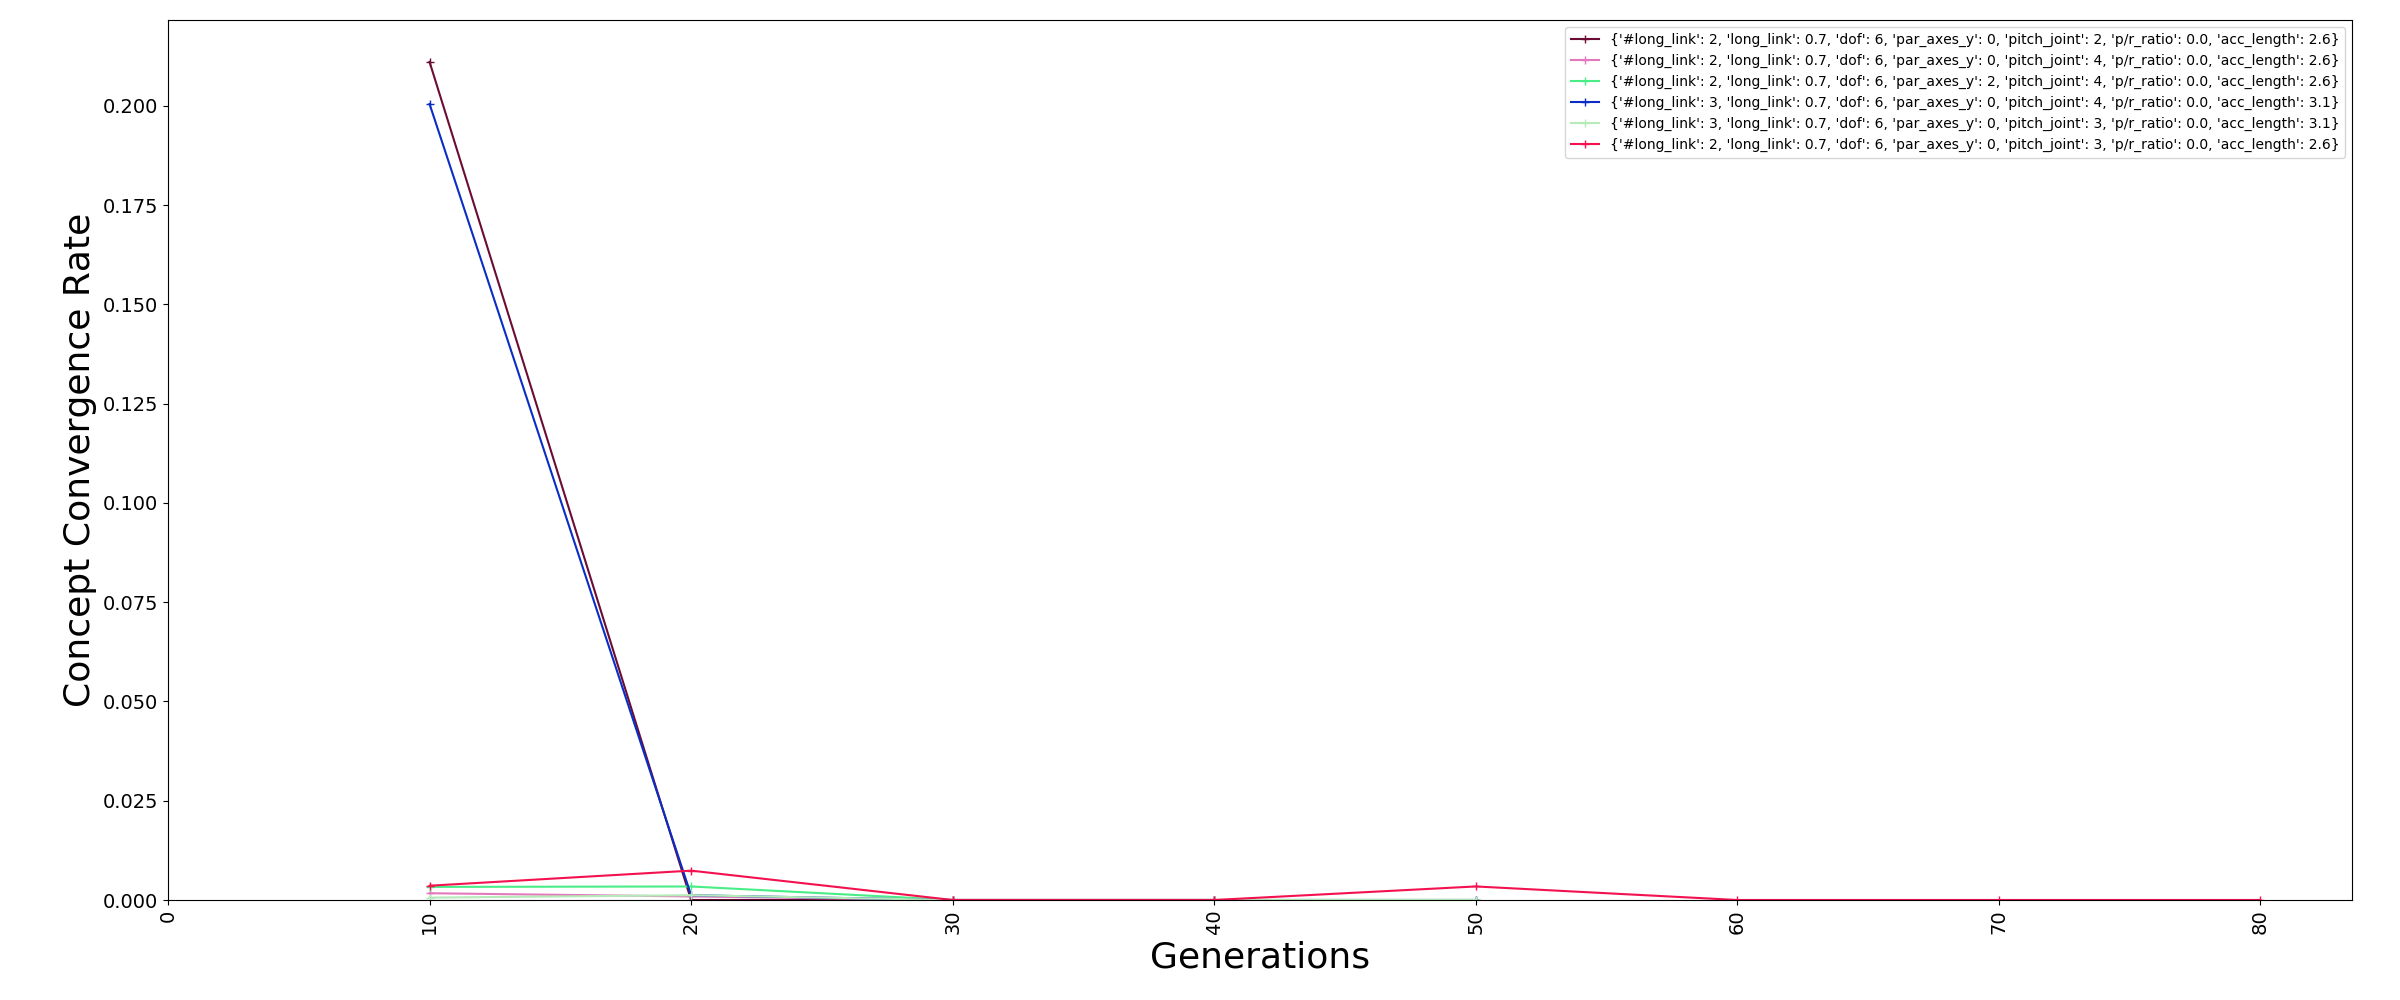 {'#long_link': 2, 'long_link': 0.7, 'dof': 6, 'par_axes_y': 0, 'pitch_joint': 2, 'p/r_ratio': 0.0, 'acc_length': 2.6}
{'#long_link': 2, 'long_link': 0.7, 'dof': 6, 'par_axes_y': 0, 'pitch_joint': 4, 'p/r_ratio': 0.0, 'acc_length': 2.6}
{'#long_link': 2, 'long_link': 0.7, 'dof': 6, 'par_axes_y': 2, 'pitch_joint': 4, 'p/r_ratio': 0.0, 'acc_length': 2.6}
{'#long_link': 3, 'long_link': 0.7, 'dof': 6, 'par_axes_y': 0, 'pitch_joint': 4, 'p/r_ratio': 0.0, 'acc_length': 3.1}
{'#long_link': 3, 'long_link': 0.7, 'dof': 6, 'par_axes_y': 0, 'pitch_joint': 3, 'p/r_ratio': 0.0, 'acc_length': 3.1}
{'#long_link': 2, 'long_link': 0.7, 'dof': 6, 'par_axes_y': 0, 'pitch_joint': 3, 'p/r_ratio': 0.0, 'acc_length': 2.6}
Concept Convergence Rate
0.200
0.175
0.150
0.125
0.100
0.075
0.050
0.025
0.000
0
10
20
30
40
50
60
70
80
Generations